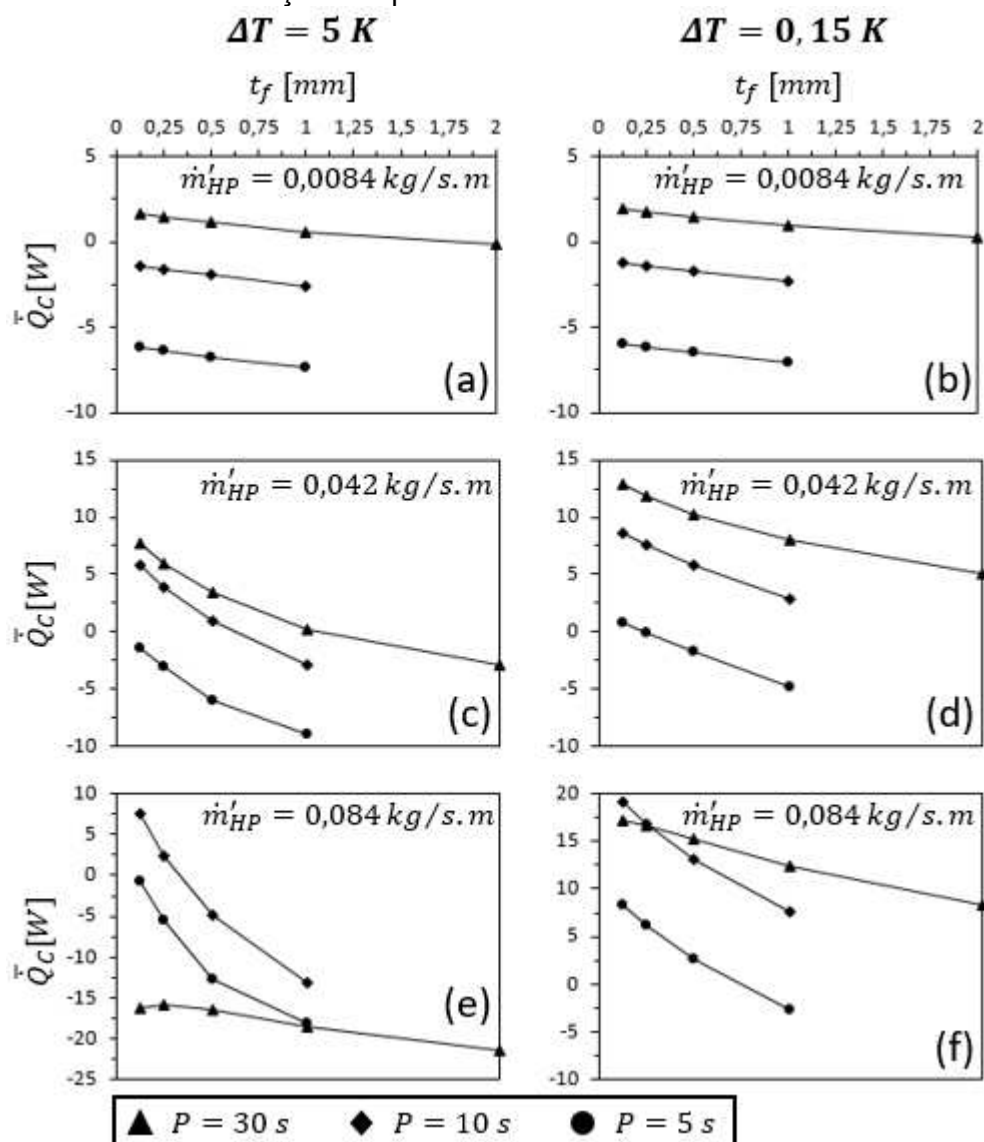 ΔT = 5 K
ΔT = 0,15 K
t_f [mm]
t_f [mm]
0 0,25 0,5 0,75 1 1,25 1,5 1,75 2
0 0,25 0,5 0,75 1 1,25 1,5 1,75 2
5
0
-5
-10
Q̇̄_C[W]
ṁ'_HP = 0,0084 kg/s.m
(a)
5
0
-5
-10
ṁ'_HP = 0,0084 kg/s.m
(b)
15
10
5
0
-5
-10
Q̇̄_C[W]
ṁ'_HP = 0,042 kg/s.m
(c)
15
10
5
0
-5
-10
ṁ'_HP = 0,042 kg/s.m
(d)
10
5
0
-5
-10
-15
-20
-25
Q̇̄_C[W]
ṁ'_HP = 0,084 kg/s.m
(e)
20
15
10
5
0
-5
-10
ṁ'_HP = 0,084 kg/s.m
(f)
P = 30 s P = 10 s P = 5 s